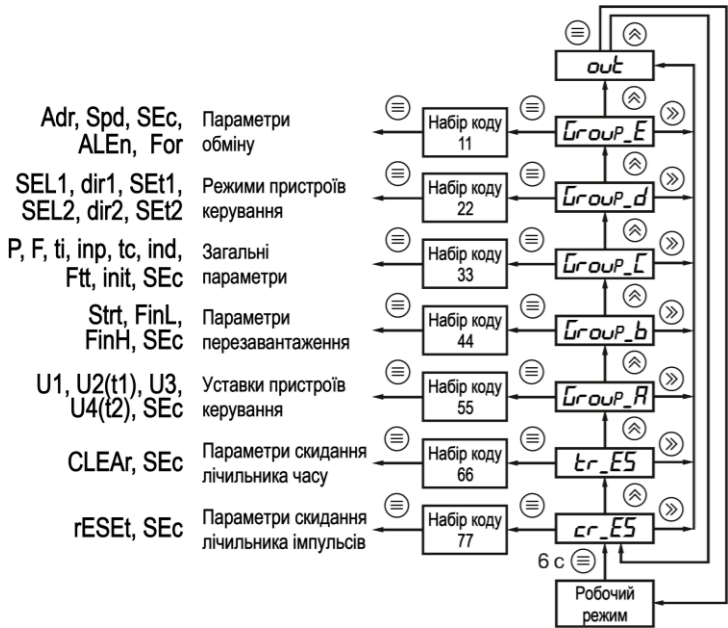 out
Adr, Spd, SEc,
ALEn, For
Параметри
обміну
Набір коду
11
GrouP_E
SEL1, dir1, SEt1,
SEL2, dir2, SEt2
Режими пристроїв
керування
Набір коду
22
GrouP_d
P, F, ti, inp, tc, ind,
Ftt, init, SEc
Загальні
параметри
Набір коду
33
GrouP_C
Strt, FinL,
FinH, SEc
Параметри
перезавантаження
Набір коду
44
GrouP_b
U1, U2(t1), U3,
U4(t2), SEc
Уставки пристроїв
керування
Набір коду
55
GrouP_A
CLEAr, SEc
Параметри скидання
лічильника часу
Набір коду
66
tr_ES
rESEt, SEc
Параметри скидання
лічильника імпульсів
Набір коду
77
cr_ES
6 с
Робочий
режим